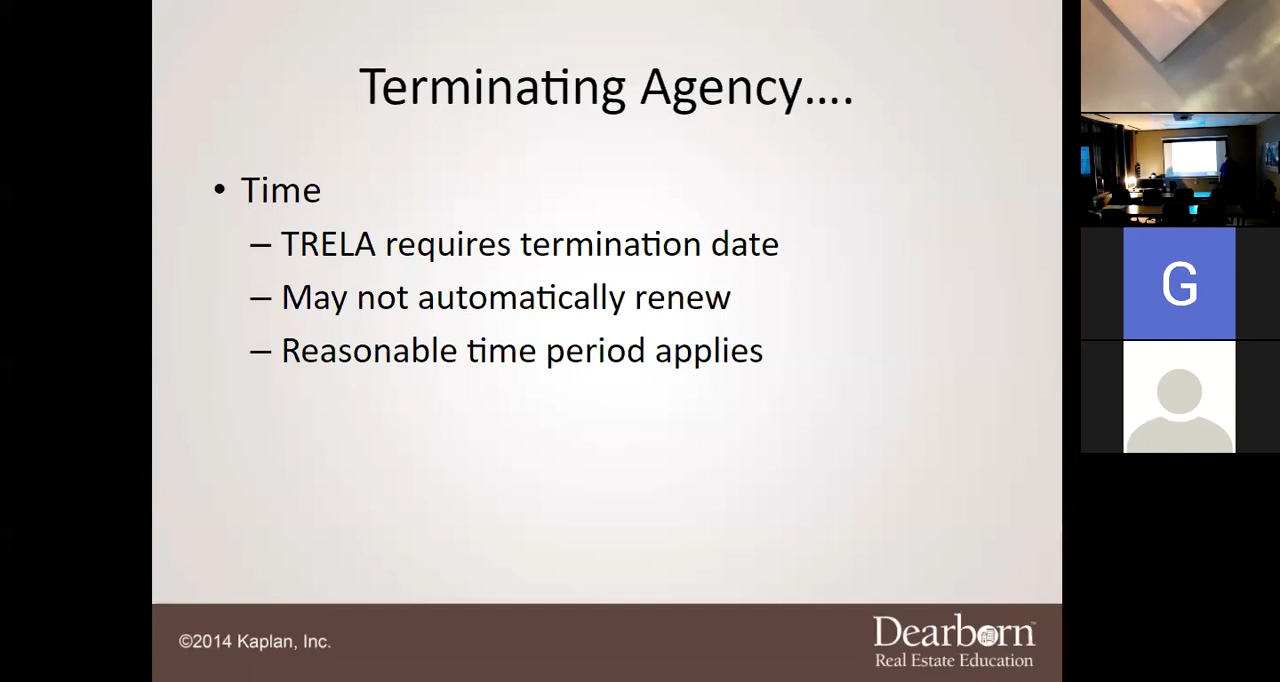 Terminating Agency....
• Time
– TRELA requires termination date
– May not automatically renew
– Reasonable time period applies
©2014 Kaplan, Inc.
Dearborn™
Real Estate Education
G